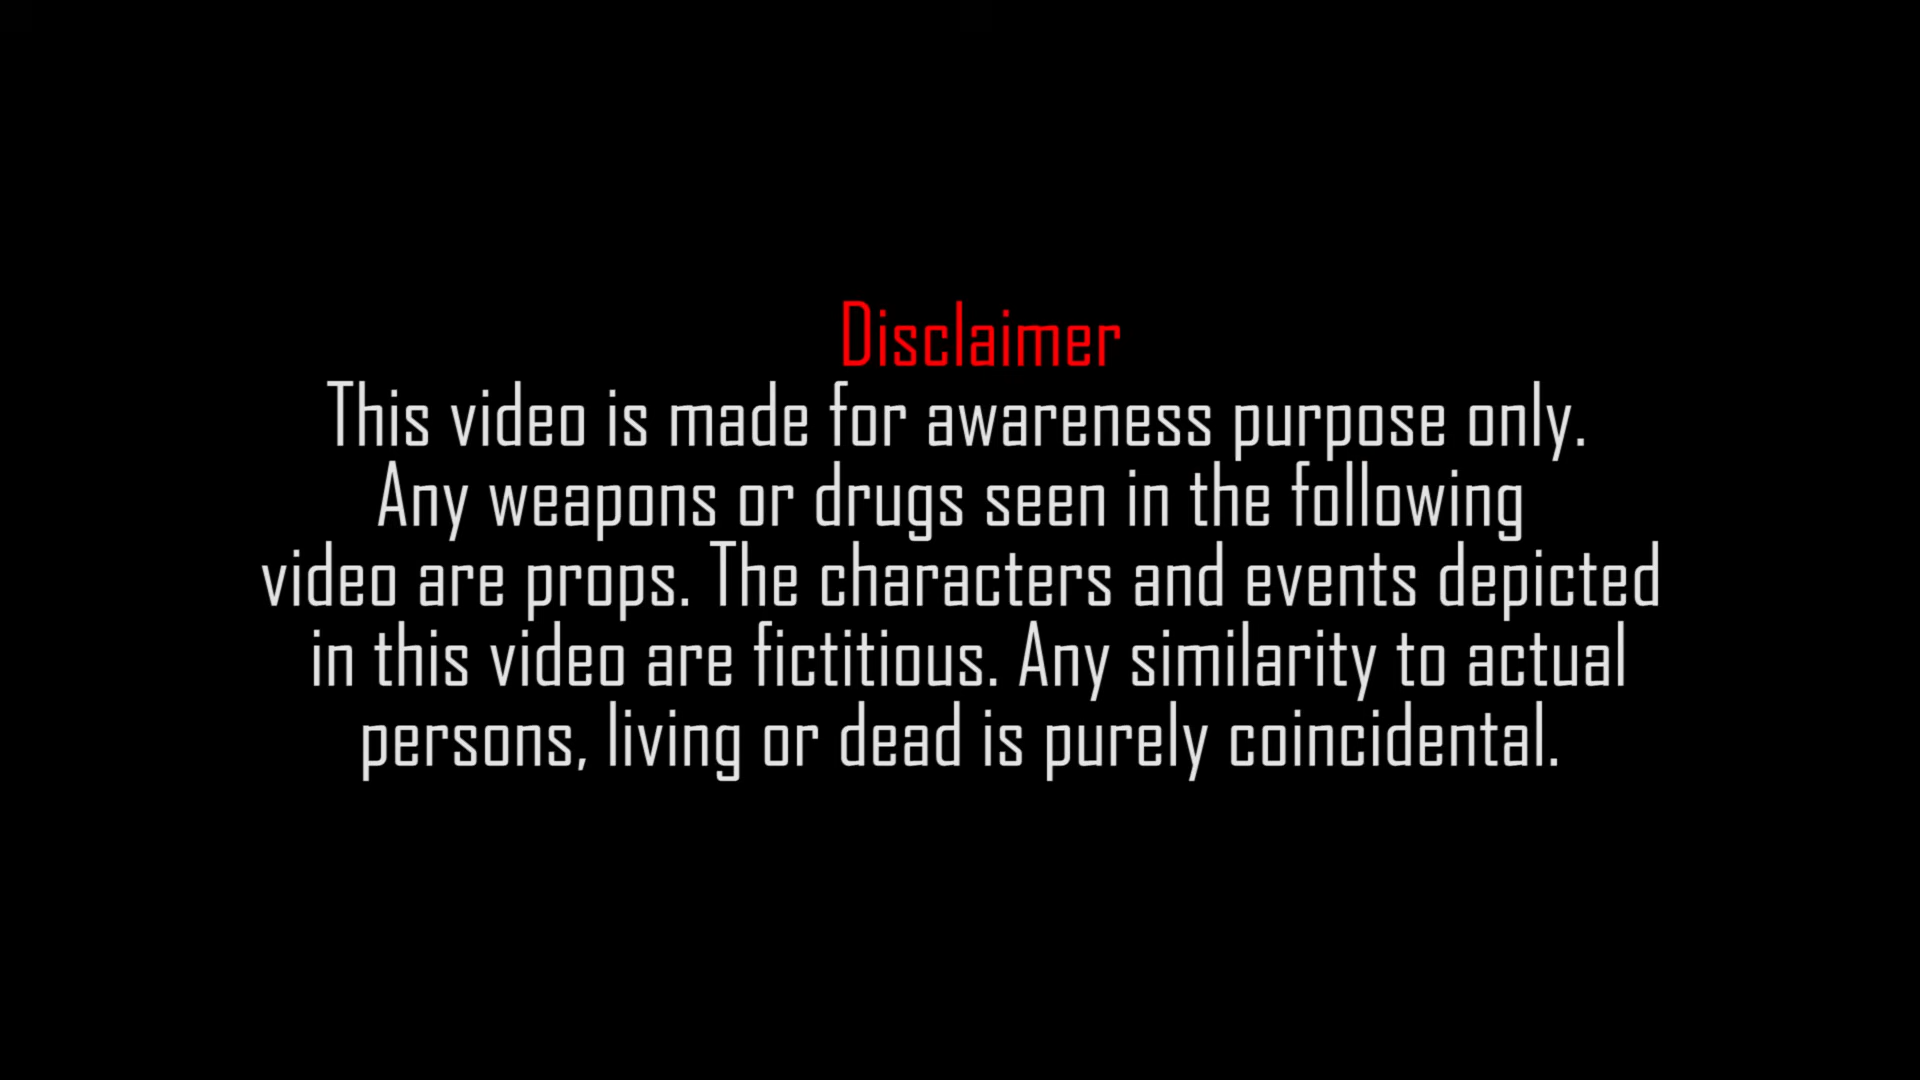 Disclaimer
This video is made for awareness purpose only.
Any weapons or drugs seen in the following
video are props. The characters and events depicted
in this video are fictitious. Any similarity to actual
persons, living or dead is purely coincidental.